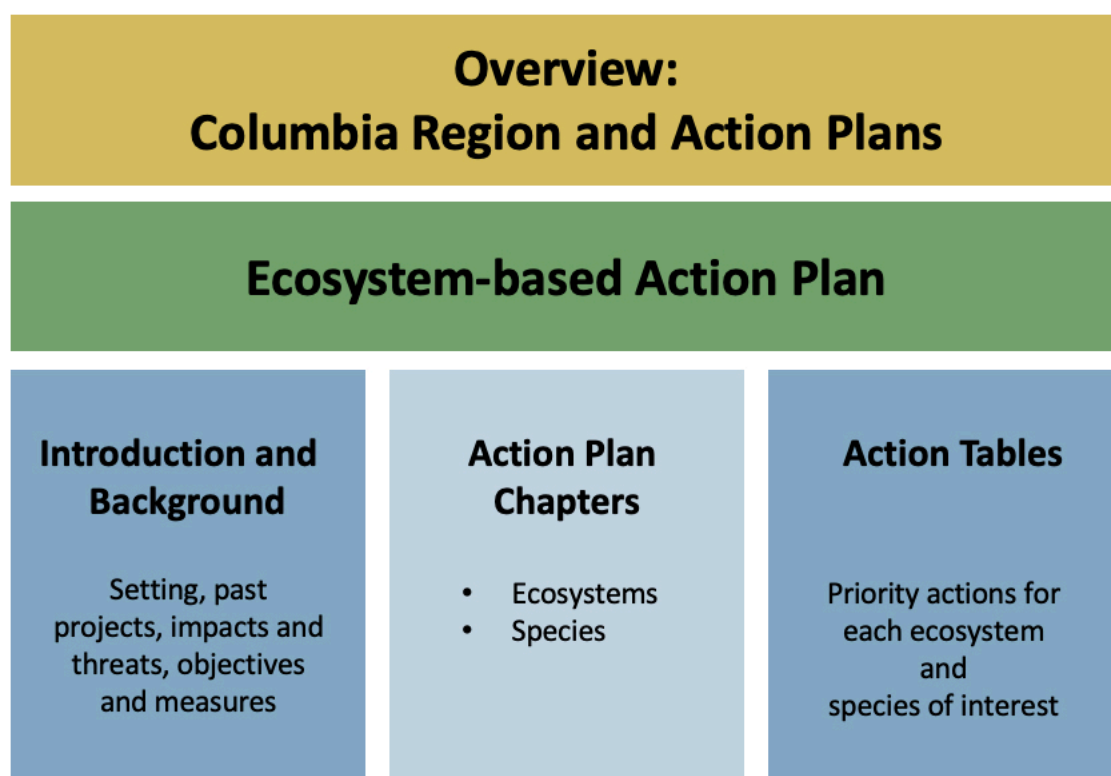 Overview:
Columbia Region and Action Plans
Ecosystem-based Action Plan
Introduction and
Background
Setting, past
projects, impacts and
threats, objectives
and measures
Action Plan
Chapters
• Ecosystems
• Species
Action Tables
Priority actions for
each ecosystem
and
species of interest